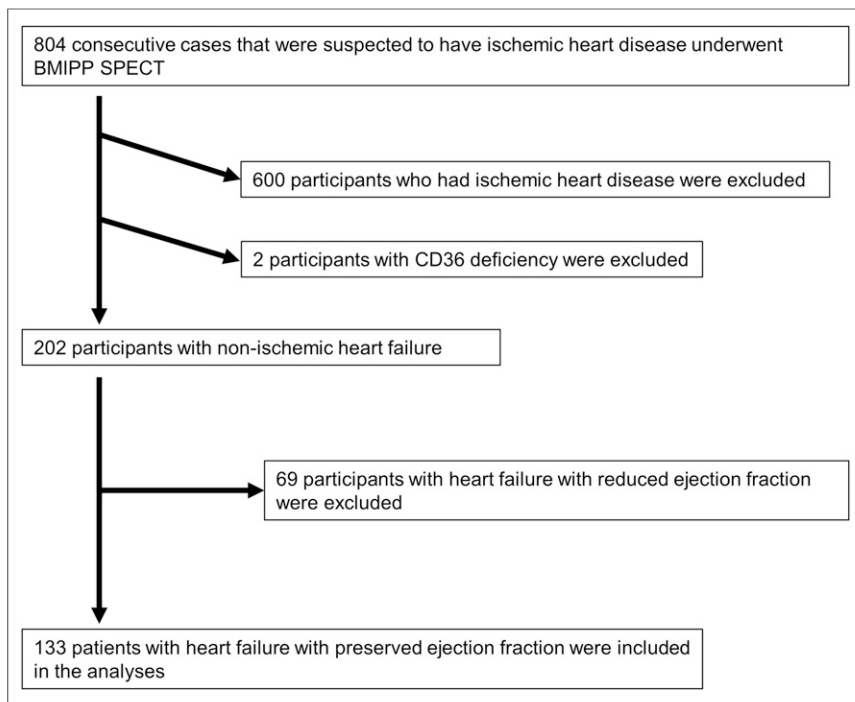 804 consecutive cases that were suspected to have ischemic heart disease underwent
BMIPP SPECT
600 participants who had ischemic heart disease were excluded
2 participants with CD36 deficiency were excluded
202 participants with non-ischemic heart failure
69 participants with heart failure with reduced ejection fraction
were excluded
133 patients with heart failure with preserved ejection fraction were included
in the analyses